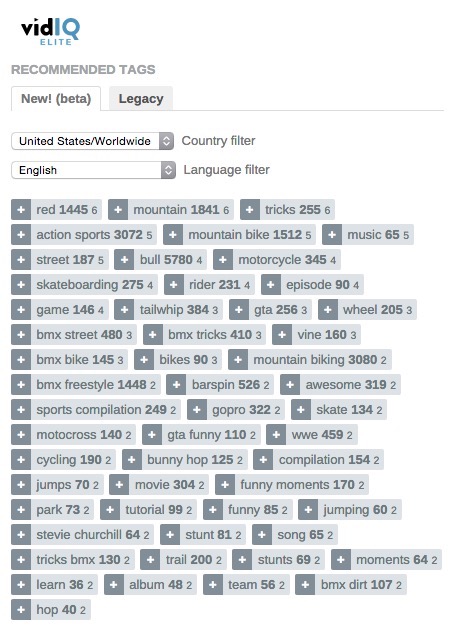 vidIQ
ELITE
RECOMMENDED TAGS
New! (beta) Legacy
United States/Worldwide Country filter
English Language filter
+ red 1445 6 + mountain 1841 6 + tricks 255 6
+ action sports 3072 5 + mountain bike 1512 5 + music 65 5
+ street 187 5 + bull 5780 4 + motorcycle 345 4
+ skateboarding 275 4 + rider 231 4 + episode 90 4
+ game 146 4 + tailwhip 384 3 + gta 256 3 + wheel 205 3
+ bmx street 480 3 + bmx tricks 410 3 + vine 160 3
+ bmx bike 145 3 + bikes 90 3 + mountain biking 3080 2
+ bmx freestyle 1448 2 + barspin 526 2 + awesome 319 2
+ sports compilation 249 2 + gopro 322 2 + skate 134 2
+ motocross 140 2 + gta funny 110 2 + wwe 459 2
+ cycling 190 2 + bunny hop 125 2 + compilation 154 2
+ jumps 70 2 + movie 304 2 + funny moments 170 2
+ park 73 2 + tutorial 99 2 + funny 85 2 + jumping 60 2
+ stevie churchill 64 2 + stunt 81 2 + song 65 2
+ tricks bmx 130 2 + trail 200 2 + stunts 69 2 + moments 64 2
+ learn 36 2 + album 48 2 + team 56 2 + bmx dirt 107 2
+ hop 40 2